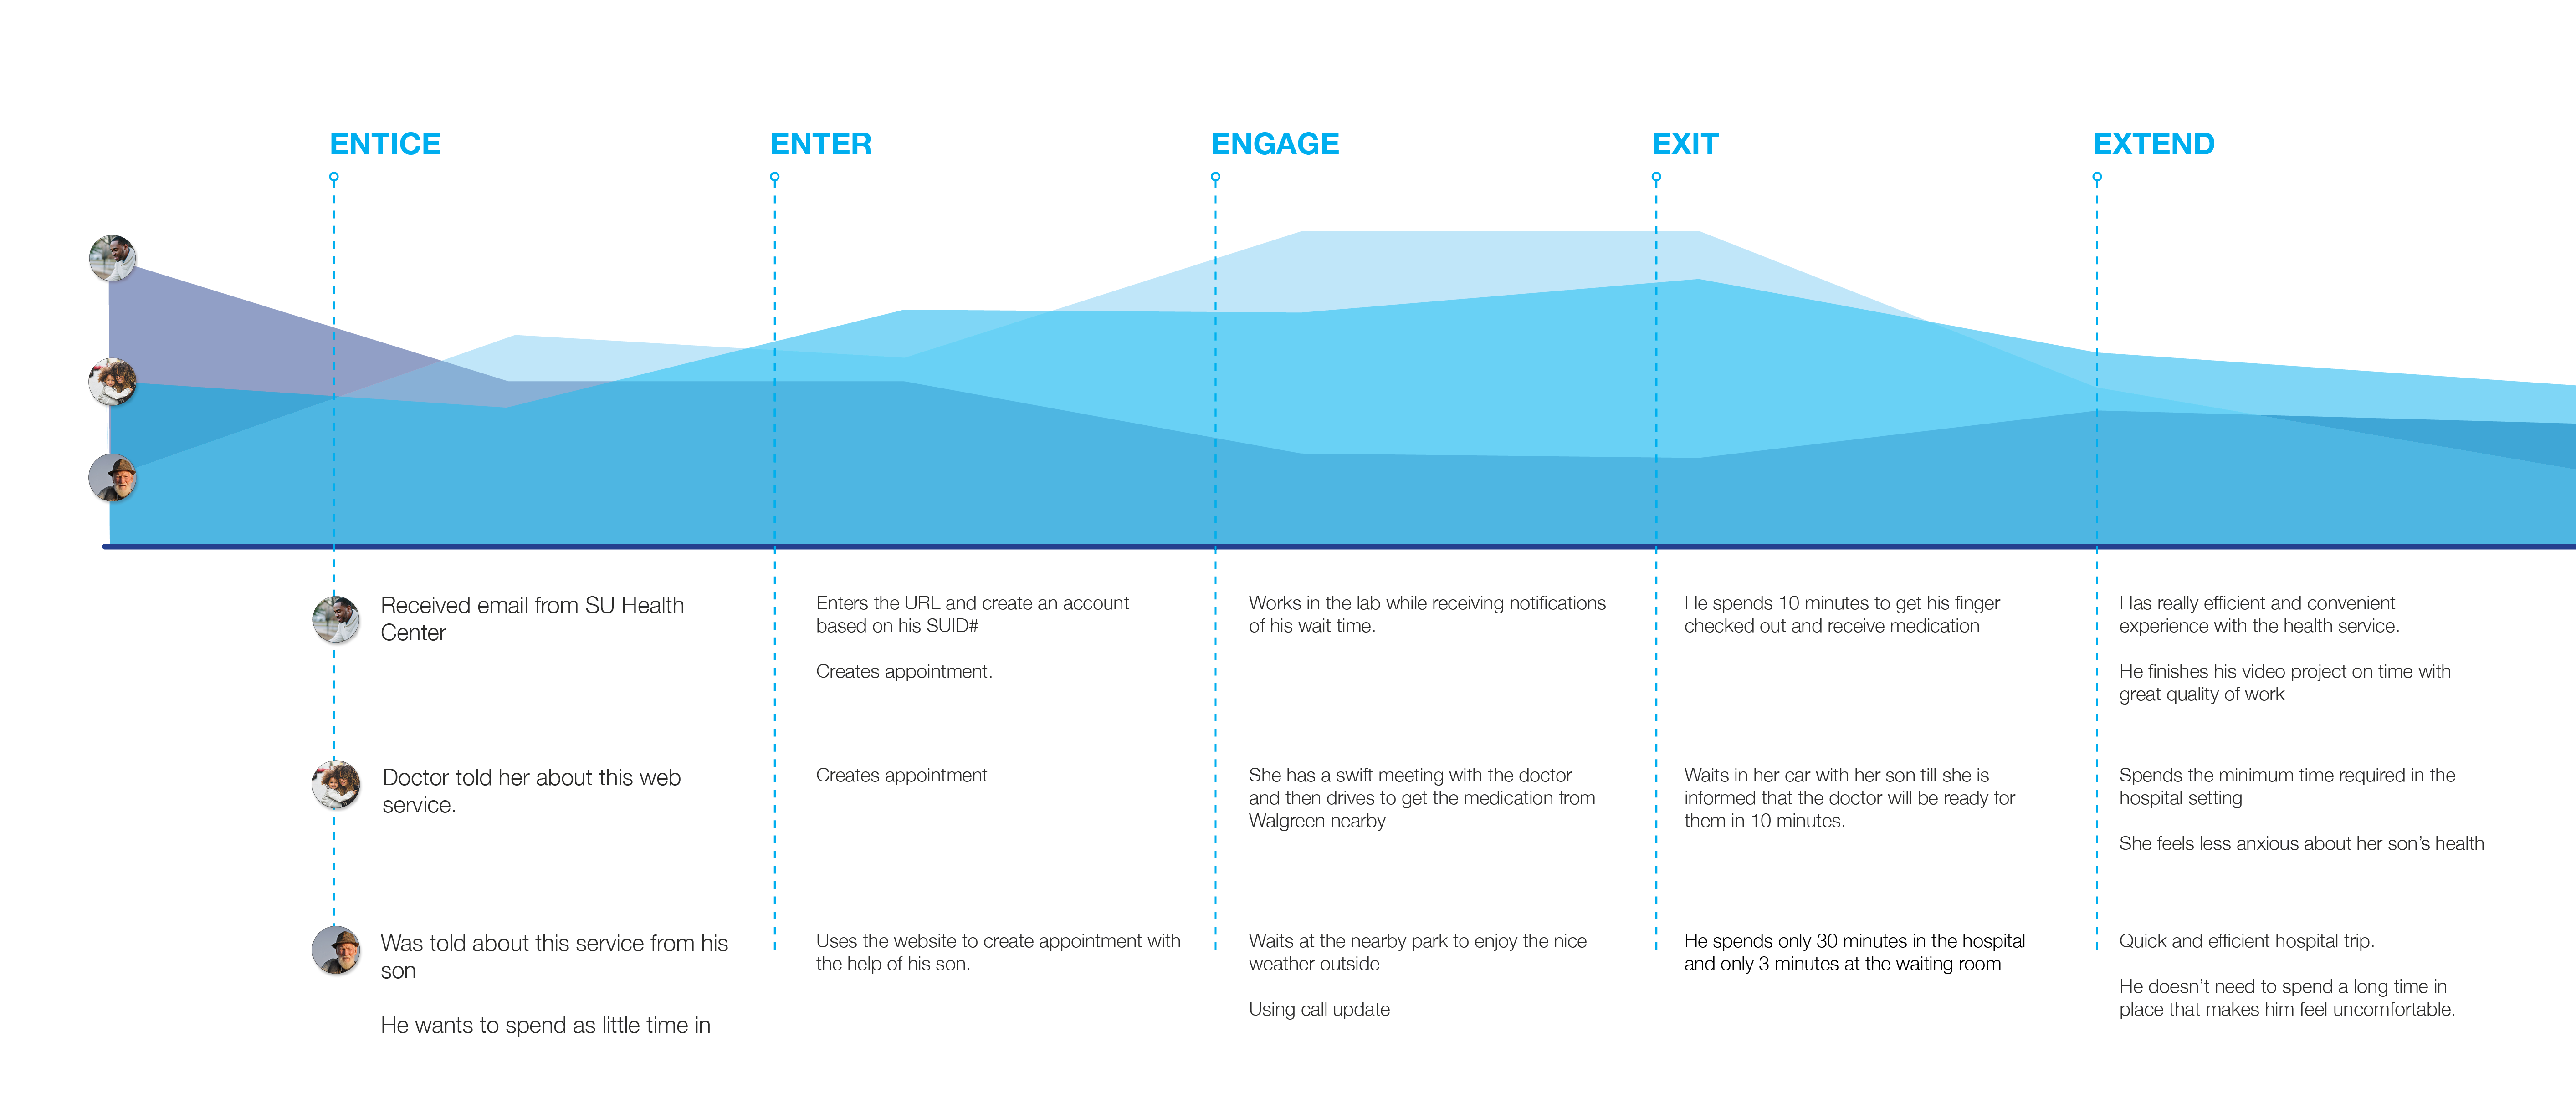 ENTICE
ENTER
ENGAGE
EXIT
EXTEND
Received email from SU Health
Center
Enters the URL and create an account
based on his SUID#
Creates appointment.
Works in the lab while receiving notifications
of his wait time.
He spends 10 minutes to get his finger
checked out and receive medication
Has really efficient and convenient
experience with the health service.
He finishes his video project on time with
great quality of work
Doctor told her about this web
service.
Creates appointment
She has a swift meeting with the doctor
and then drives to get the medication from
Walgreen nearby
Waits in her car with her son till she is
informed that the doctor will be ready for
them in 10 minutes.
Spends the minimum time required in the
hospital setting
She feels less anxious about her son's health
Was told about this service from his
son
He wants to spend as little time in
Uses the website to create appointment with
the help of his son.
Waits at the nearby park to enjoy the nice
weather outside
Using call update
He spends only 30 minutes in the hospital
and only 3 minutes at the waiting room
Quick and efficient hospital trip.
He doesn't need to spend a long time in
place that makes him feel uncomfortable.